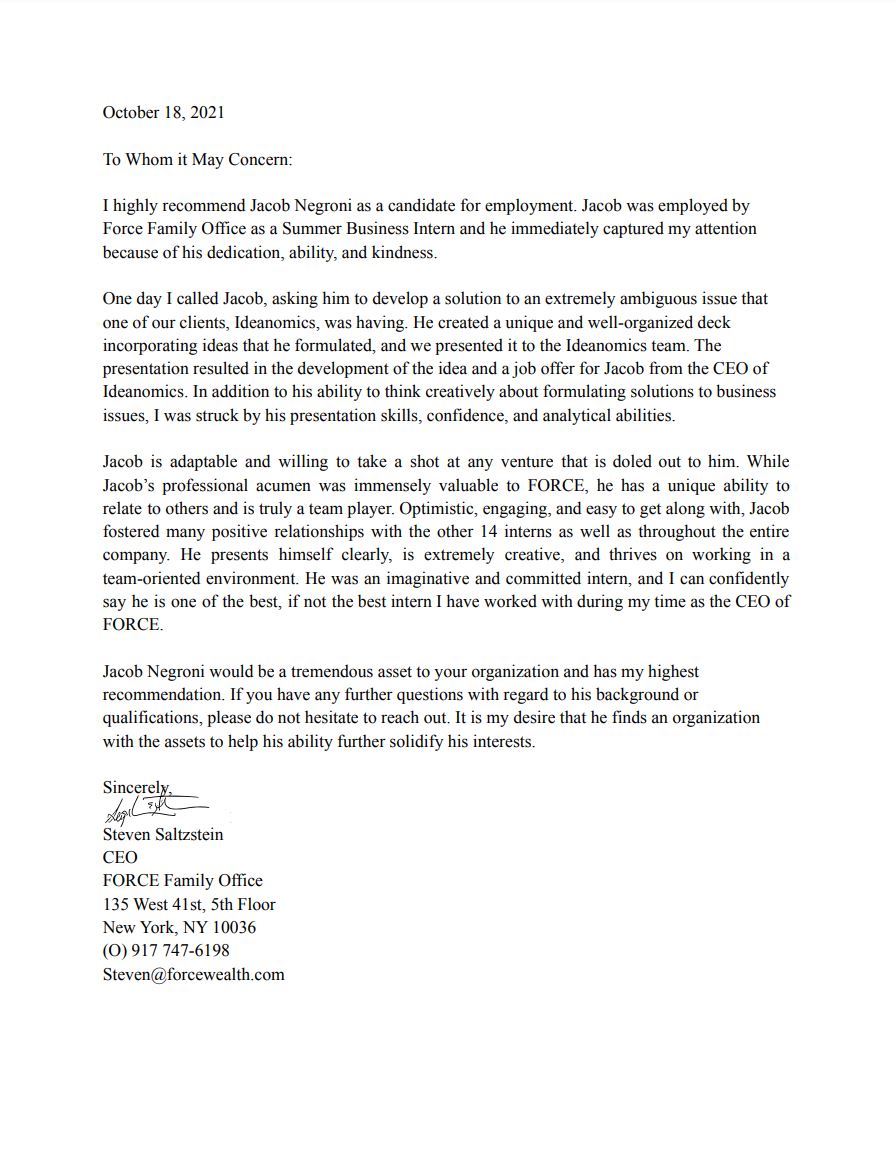 October 18, 2021
To Whom it May Concern:
I highly recommend Jacob Negroni as a candidate for employment. Jacob was employed by
Force Family Office as a Summer Business Intern and he immediately captured my attention
because of his dedication, ability, and kindness.
One day I called Jacob, asking him to develop a solution to an extremely ambiguous issue that
one of our clients, Ideanomics, was having. He created a unique and well-organized deck
incorporating ideas that he formulated, and we presented it to the Ideanomics team. The
presentation resulted in the development of the idea and a job offer for Jacob from the CEO of
Ideanomics. In addition to his ability to think creatively about formulating solutions to business
issues, I was struck by his presentation skills, confidence, and analytical abilities.
Jacob is adaptable and willing to take a shot at any venture that is doled out to him. While
Jacob’s professional acumen was immensely valuable to FORCE, he has a unique ability to
relate to others and is truly a team player. Optimistic, engaging, and easy to get along with, Jacob
fostered many positive relationships with the other 14 interns as well as throughout the entire
company. He presents himself clearly, is extremely creative, and thrives on working in a
team-oriented environment. He was an imaginative and committed intern, and I can confidently
say he is one of the best, if not the best intern I have worked with during my time as the CEO of
FORCE.
Jacob Negroni would be a tremendous asset to your organization and has my highest
recommendation. If you have any further questions with regard to his background or
qualifications, please do not hesitate to reach out. It is my desire that he finds an organization
with the assets to help his ability further solidify his interests.
Sincerely,
Steven Saltzstein
CEO
FORCE Family Office
135 West 41st, 5th Floor
New York, NY 10036
(O) 917 747-6198
Steven@forcewealth.com